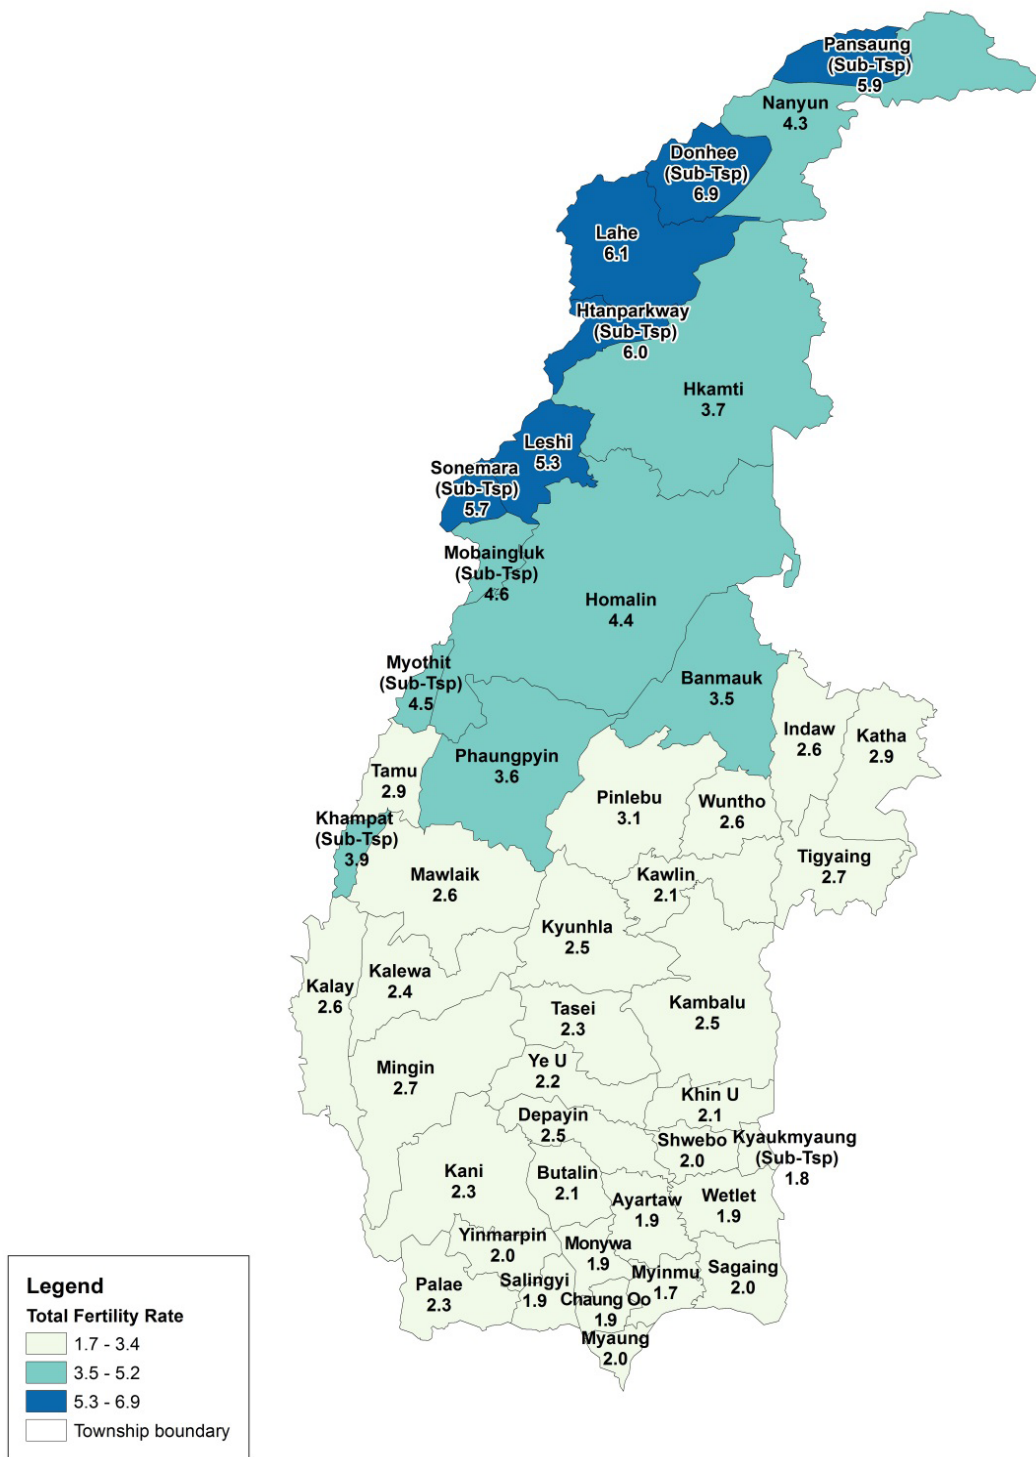 Pansaung
(Sub-Tsp)
5.9
Nanyun
4.3
Donhee
(Sub-Tsp)
6.9
Lahe
6.1
Htanparkway
(Sub-Tsp)
6.0
Hkamti
3.7
Leshi
5.3
Sonemara
(Sub-Tsp)
5.7
Mobaingluk
(Sub-Tsp)
4.6
Homalin
4.4
Myothit
(Sub-Tsp)
4.5
Banmauk
3.5
Indaw
2.6
Katha
2.9
Phaungpyin
3.6
Tamu
2.9
Pinlebu
3.1
Wuntho
2.6
Khampat
(Sub-Tsp)
3.9
Tigyaing
2.7
Mawlaik
2.6
Kawlin
2.1
Kyunhla
2.5
Kalay
2.6
Kalewa
2.4
Kambalu
2.5
Tasei
2.3
Mingin
2.7
Ye U
2.2
Khin U
2.1
Depayin
2.5
Shwebo
2.0
Kyaukmyaung
(Sub-Tsp)
1.8
Kani
2.3
Butalin
2.1
Ayartaw
1.9
Wetlet
1.9
Yinmarpin
2.0
Monywa
1.9
Sagaing
2.0
Myinmu
1.7
Palae
2.3
Salingyi
1.9
Chaung Oo
1.9
Myaung
2.0
Legend
Total Fertility Rate
1.7 - 3.4
3.5 - 5.2
5.3 - 6.9
Township boundary